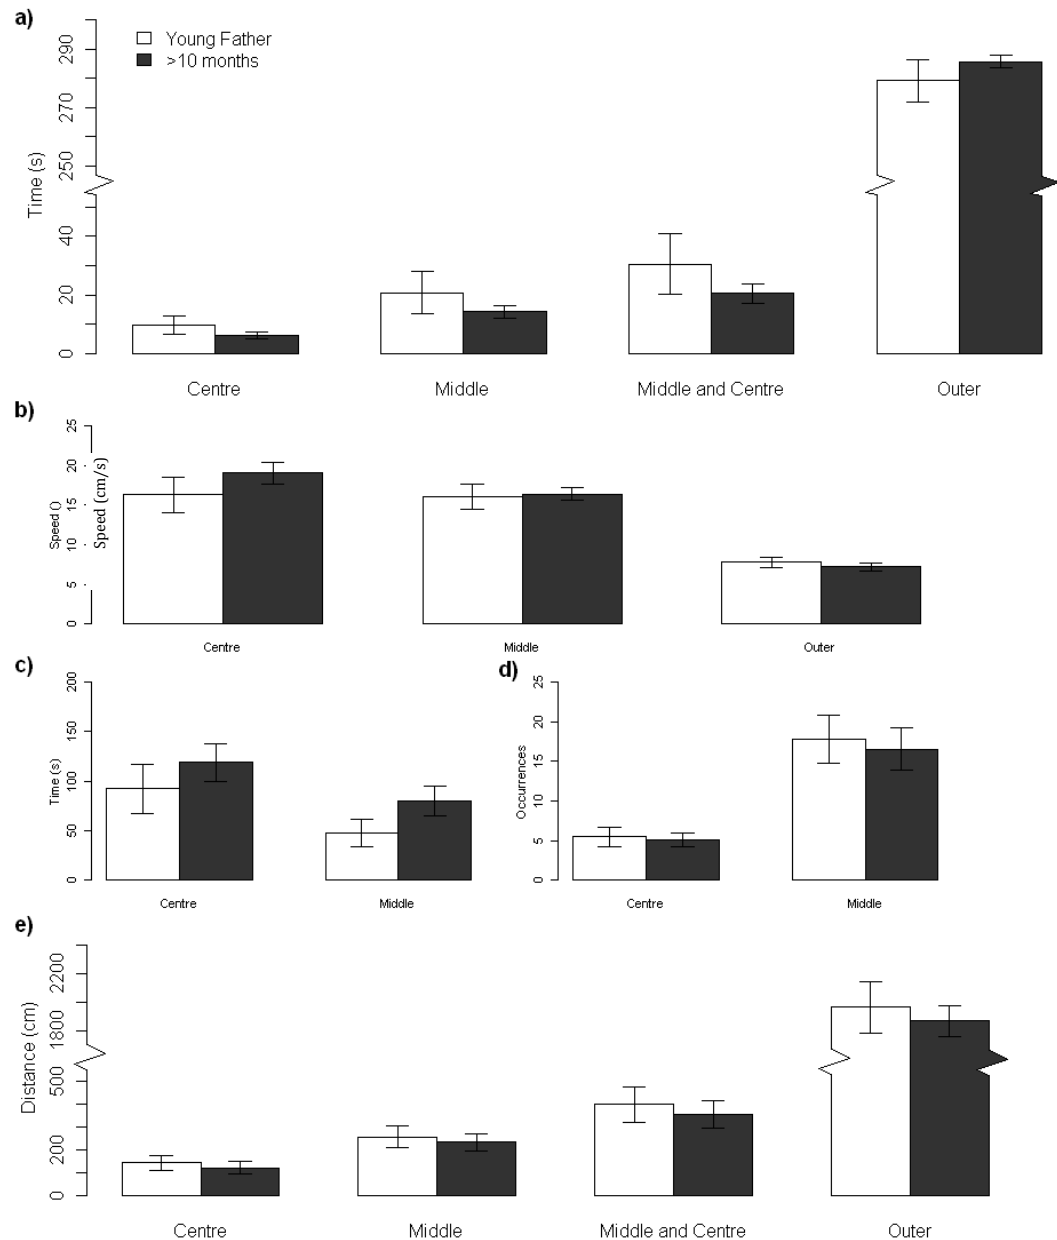 a)
Young Father
>10 months
Time (s)
290
270
250
40
20
0
Centre Middle Middle and Centre Outer
b)
Speed ()
Speed (cm/s)
25
20
15
10
5
0
Centre Middle Outer
c)
Time (s)
200
150
100
50
0
Centre Middle
d)
Occurrences
25
20
15
10
5
0
Centre Middle
e)
Distance (cm)
2200
1800
500
200
0
Centre Middle Middle and Centre Outer